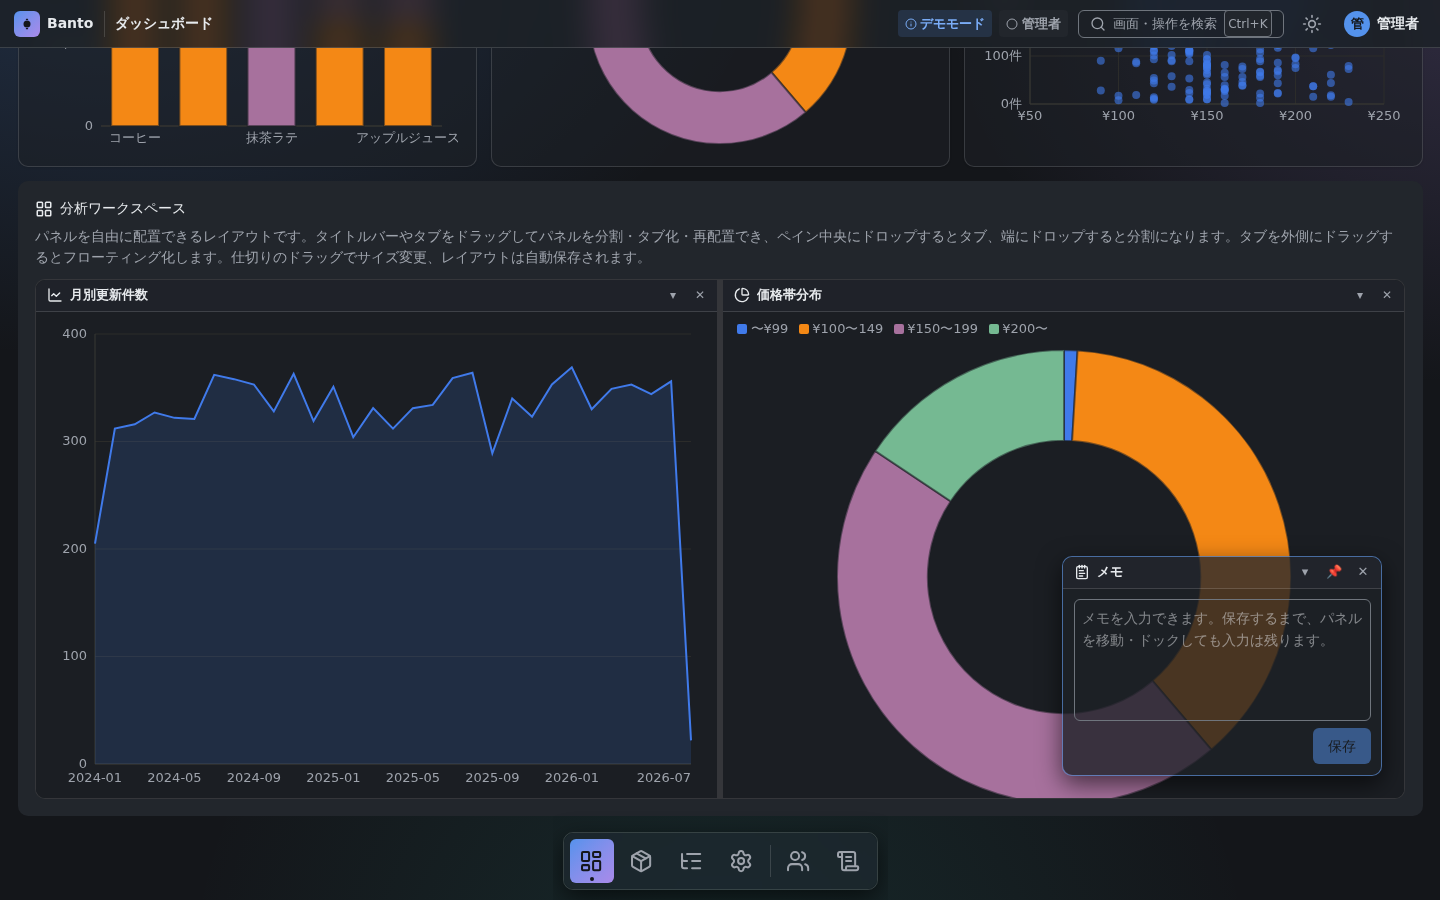 Banto
ダッシュボード
デモモード
管理者
画面・操作を検索
Ctrl+K
管
管理者
0
コーヒー
抹茶ラテ
アップルジュース
100件
0件
¥50
¥100
¥150
¥200
¥250
分析ワークスペース
パネルを自由に配置できるレイアウトです。タイトルバーやタブをドラッグしてパネルを分割・タブ化・再配置でき、ペイン中央にドロップするとタブ、端にドロップすると分割になります。タブを外側にドラッグす
るとフローティング化します。仕切りのドラッグでサイズ変更、レイアウトは自動保存されます。
月別更新件数
400
300
200
100
0
2024-01
2024-05
2024-09
2025-01
2025-05
2025-09
2026-01
2026-07
価格帯分布
〜¥99
¥100〜149
¥150〜199
¥200〜
メモ
メモを入力できます。保存するまで、パネル
を移動・ドックしても入力は残ります。
保存